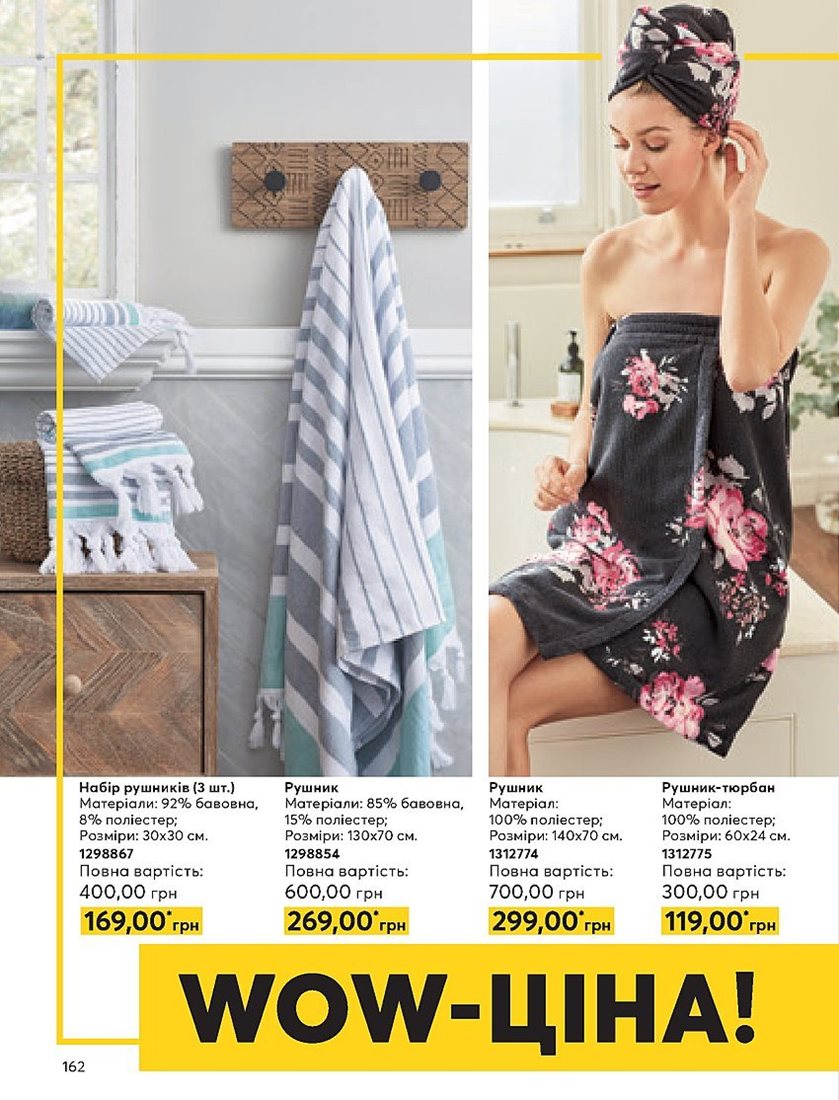 Набір рушників (3 шт.)
Матеріали: 92% бавовна,
8% поліестер;
Розміри: 30х30 см.
1298867
Повна вартість:
400,00 грн
169,00* грн
Рушник
Матеріали: 85% бавовна,
15% поліестер;
Розміри: 130х70 см.
1298854
Повна вартість:
600,00 грн
269,00* грн
Рушник
Матеріал:
100% поліестер;
Розміри: 140х70 см.
1312774
Повна вартість:
700,00 грн
299,00* грн
Рушник-тюрбан
Матеріал:
100% поліестер;
Розміри: 60х24 см.
1312775
Повна вартість:
300,00 грн
119,00* грн
WOW-ЦІНА!
162